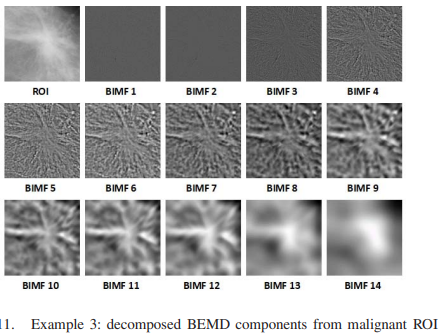 ROI BIMF 1 BIMF 2 BIMF 3 BIMF 4
BIMF 5 BIMF 6 BIMF 7 BIMF 8 BIMF 9
BIMF 10 BIMF 11 BIMF 12 BIMF 13 BIMF 14
11. Example 3: decomposed BEMD components from malignant ROI